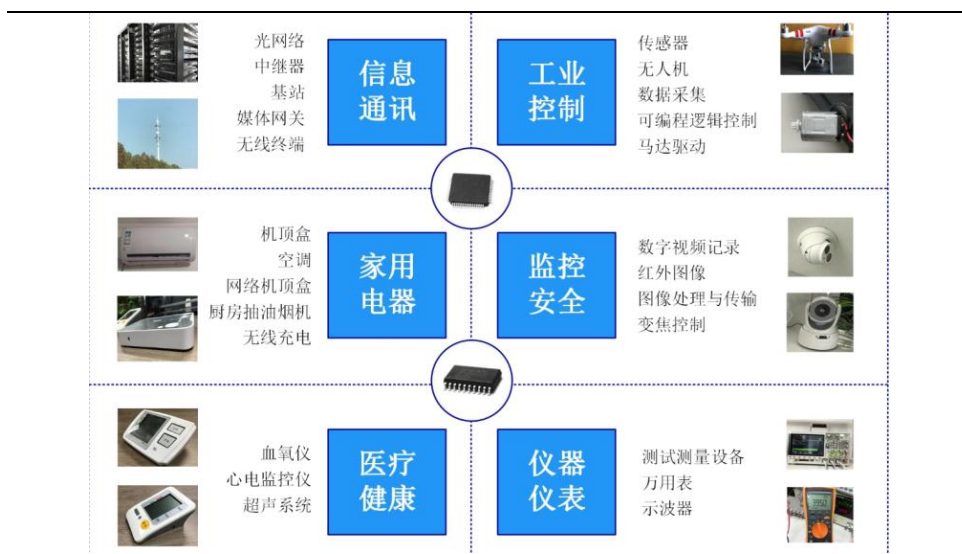 光网络
中继器
基站
媒体网关
无线终端
信息
通讯
工业
控制
传感器
无人机
数据采集
可编程逻辑控制
马达驱动
机顶盒
空调
网络机顶盒
厨房抽油烟机
无线充电
家用
电器
监控
安全
数字视频记录
红外图像
图像处理与传输
变焦控制
血氧仪
心电监控仪
超声系统
医疗
健康
仪器
仪表
测试测量设备
万用表
示波器